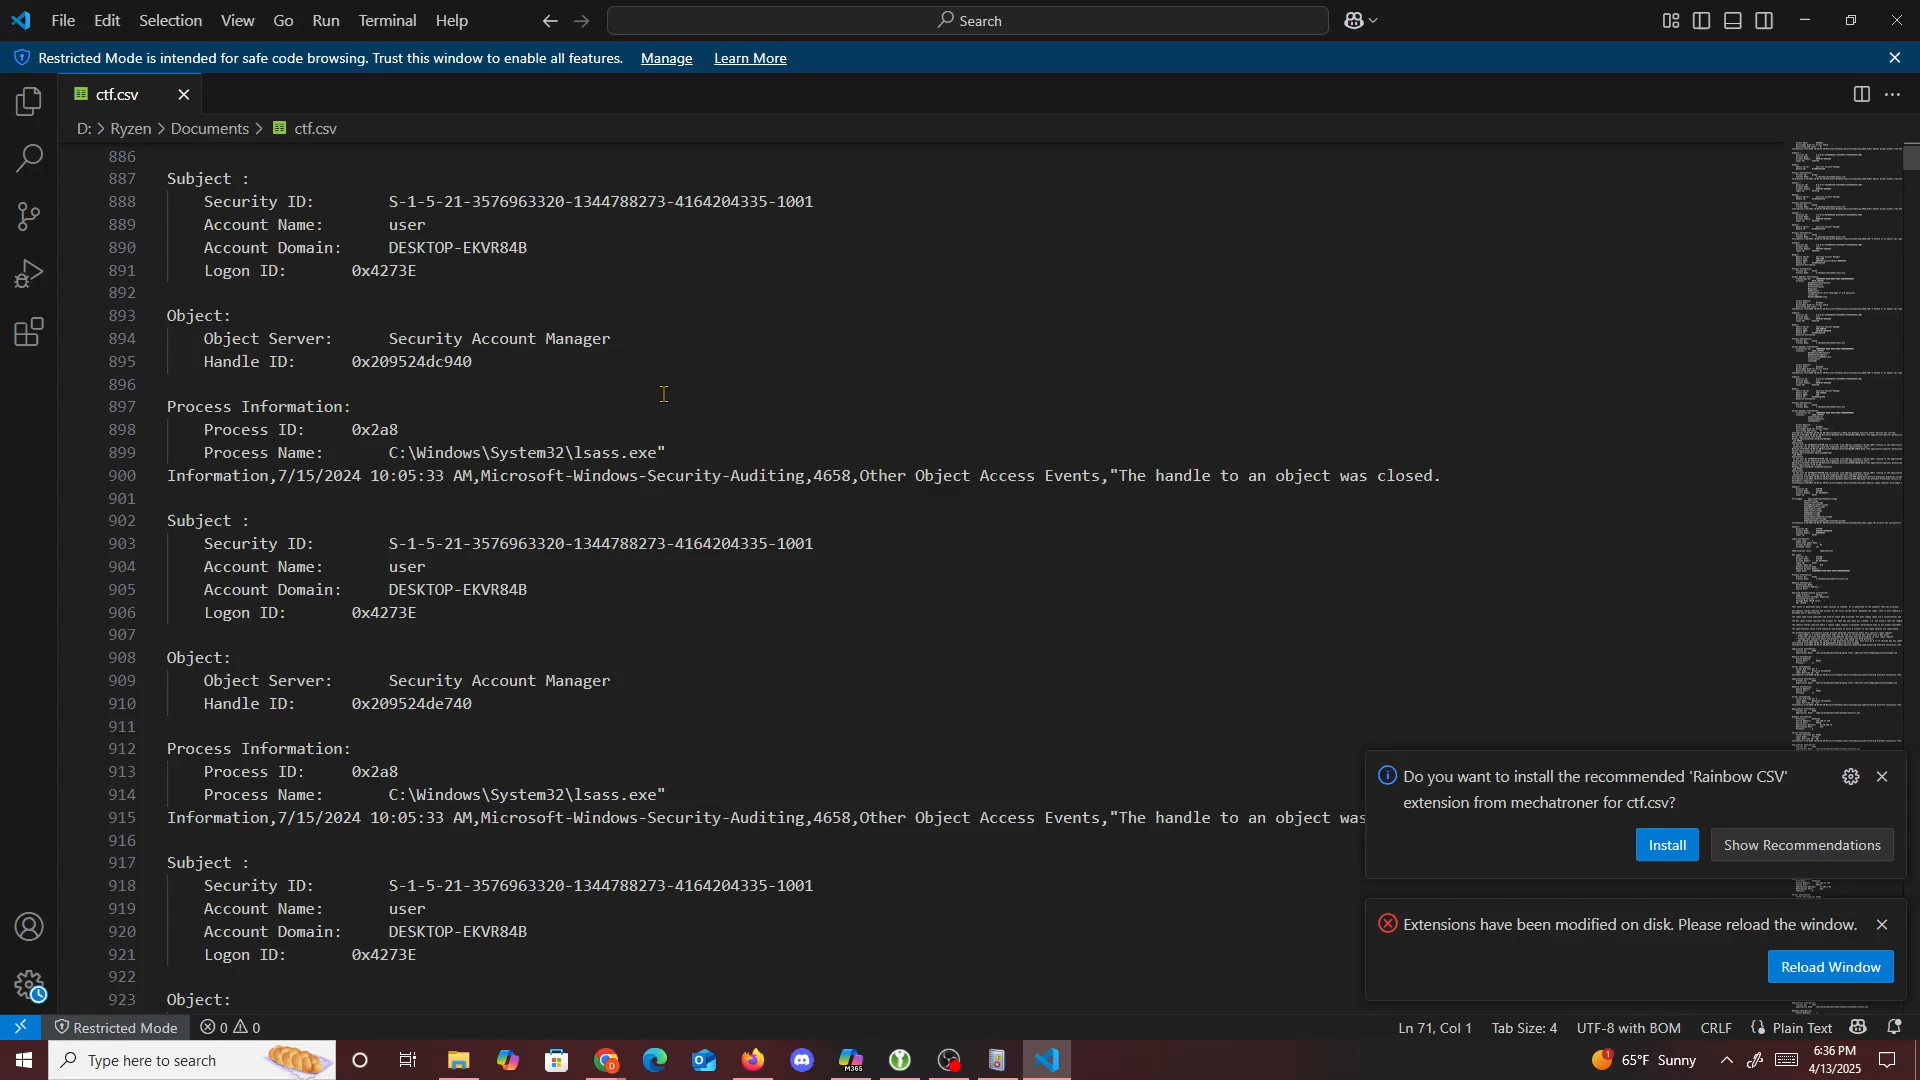 File Edit Selection View Go Run Terminal Help
Search
Restricted Mode is intended for safe code browsing. Trust this window to enable all features. Manage Learn More
ctf.csv
D: > Ryzen > Documents > ctf.csv
886
887 Subject :
888 Security ID: S-1-5-21-3576963320-1344788273-4164204335-1001
889 Account Name: user
890 Account Domain: DESKTOP-EKVR84B
891 Logon ID: 0x4273E
892
893 Object:
894 Object Server: Security Account Manager
895 Handle ID: 0x209524dc940
896
897 Process Information:
898 Process ID: 0x2a8
899 Process Name: C:\Windows\System32\lsass.exe"
900 Information,7/15/2024 10:05:33 AM,Microsoft-Windows-Security-Auditing,4658,Other Object Access Events,"The handle to an object was closed.
901
902 Subject :
903 Security ID: S-1-5-21-3576963320-1344788273-4164204335-1001
904 Account Name: user
905 Account Domain: DESKTOP-EKVR84B
906 Logon ID: 0x4273E
907
908 Object:
909 Object Server: Security Account Manager
910 Handle ID: 0x209524de740
911
912 Process Information:
913 Process ID: 0x2a8
914 Process Name: C:\Windows\System32\lsass.exe"
915 Information,7/15/2024 10:05:33 AM,Microsoft-Windows-Security-Auditing,4658,Other Object Access Events,"The handle to an object was
916
917 Subject :
918 Security ID: S-1-5-21-3576963320-1344788273-4164204335-1001
919 Account Name: user
920 Account Domain: DESKTOP-EKVR84B
921 Logon ID: 0x4273E
922
923 Object:
Do you want to install the recommended 'Rainbow CSV'
extension from mechatroner for ctf.csv?
Install Show Recommendations
Extensions have been modified on disk. Please reload the window.
Reload Window
Restricted Mode 0 0 Ln 71, Col 1 Tab Size: 4 UTF-8 with BOM CRLF Plain Text
Type here to search
M365
1
65°F Sunny
6:36 PM
4/13/2025